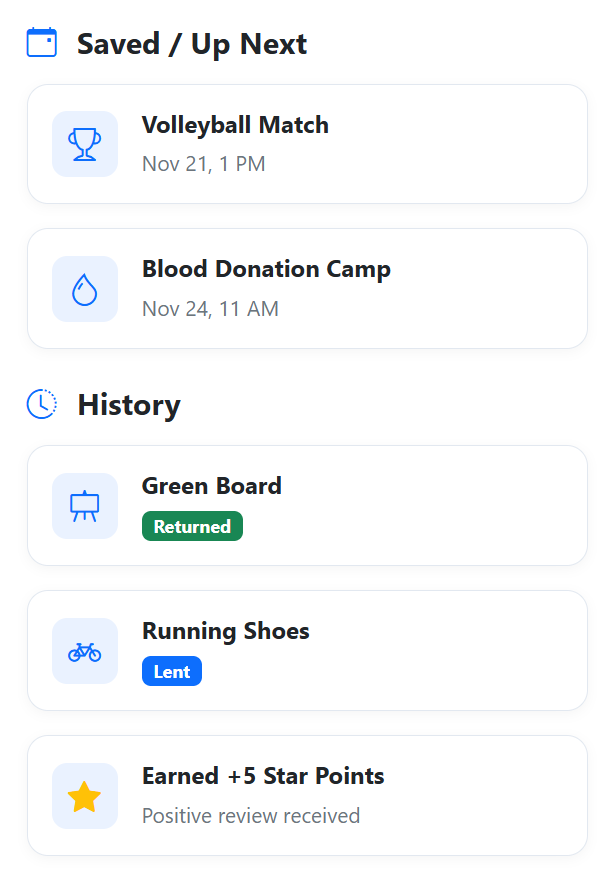 Saved / Up Next
Volleyball Match
Nov 21, 1 PM
Blood Donation Camp
Nov 24, 11 AM
History
Green Board
Returned
Running Shoes
Lent
Earned +5 Star Points
Positive review received